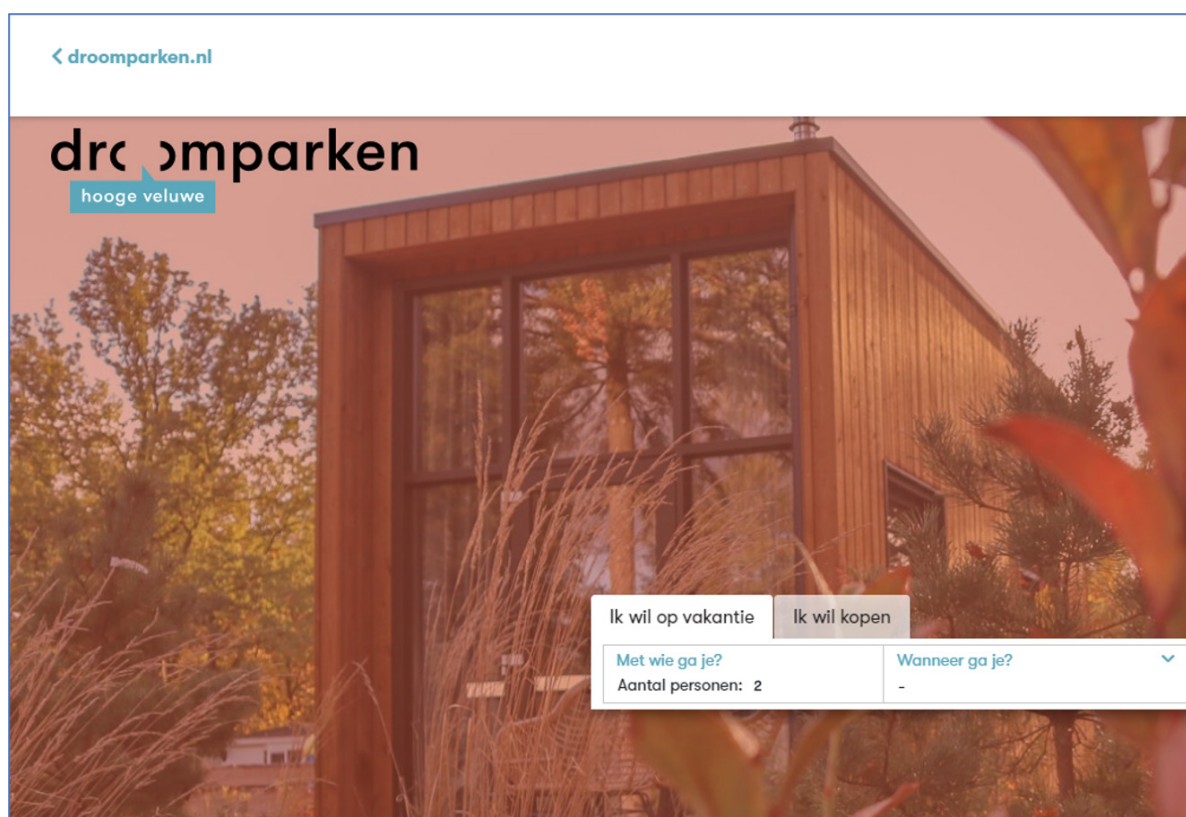 droomparken.nl
droomparken
hooge veluwe
Ik wil op vakantie
Ik wil kopen
Met wie ga je?
Wanneer ga je?
Aantal personen: 2
-